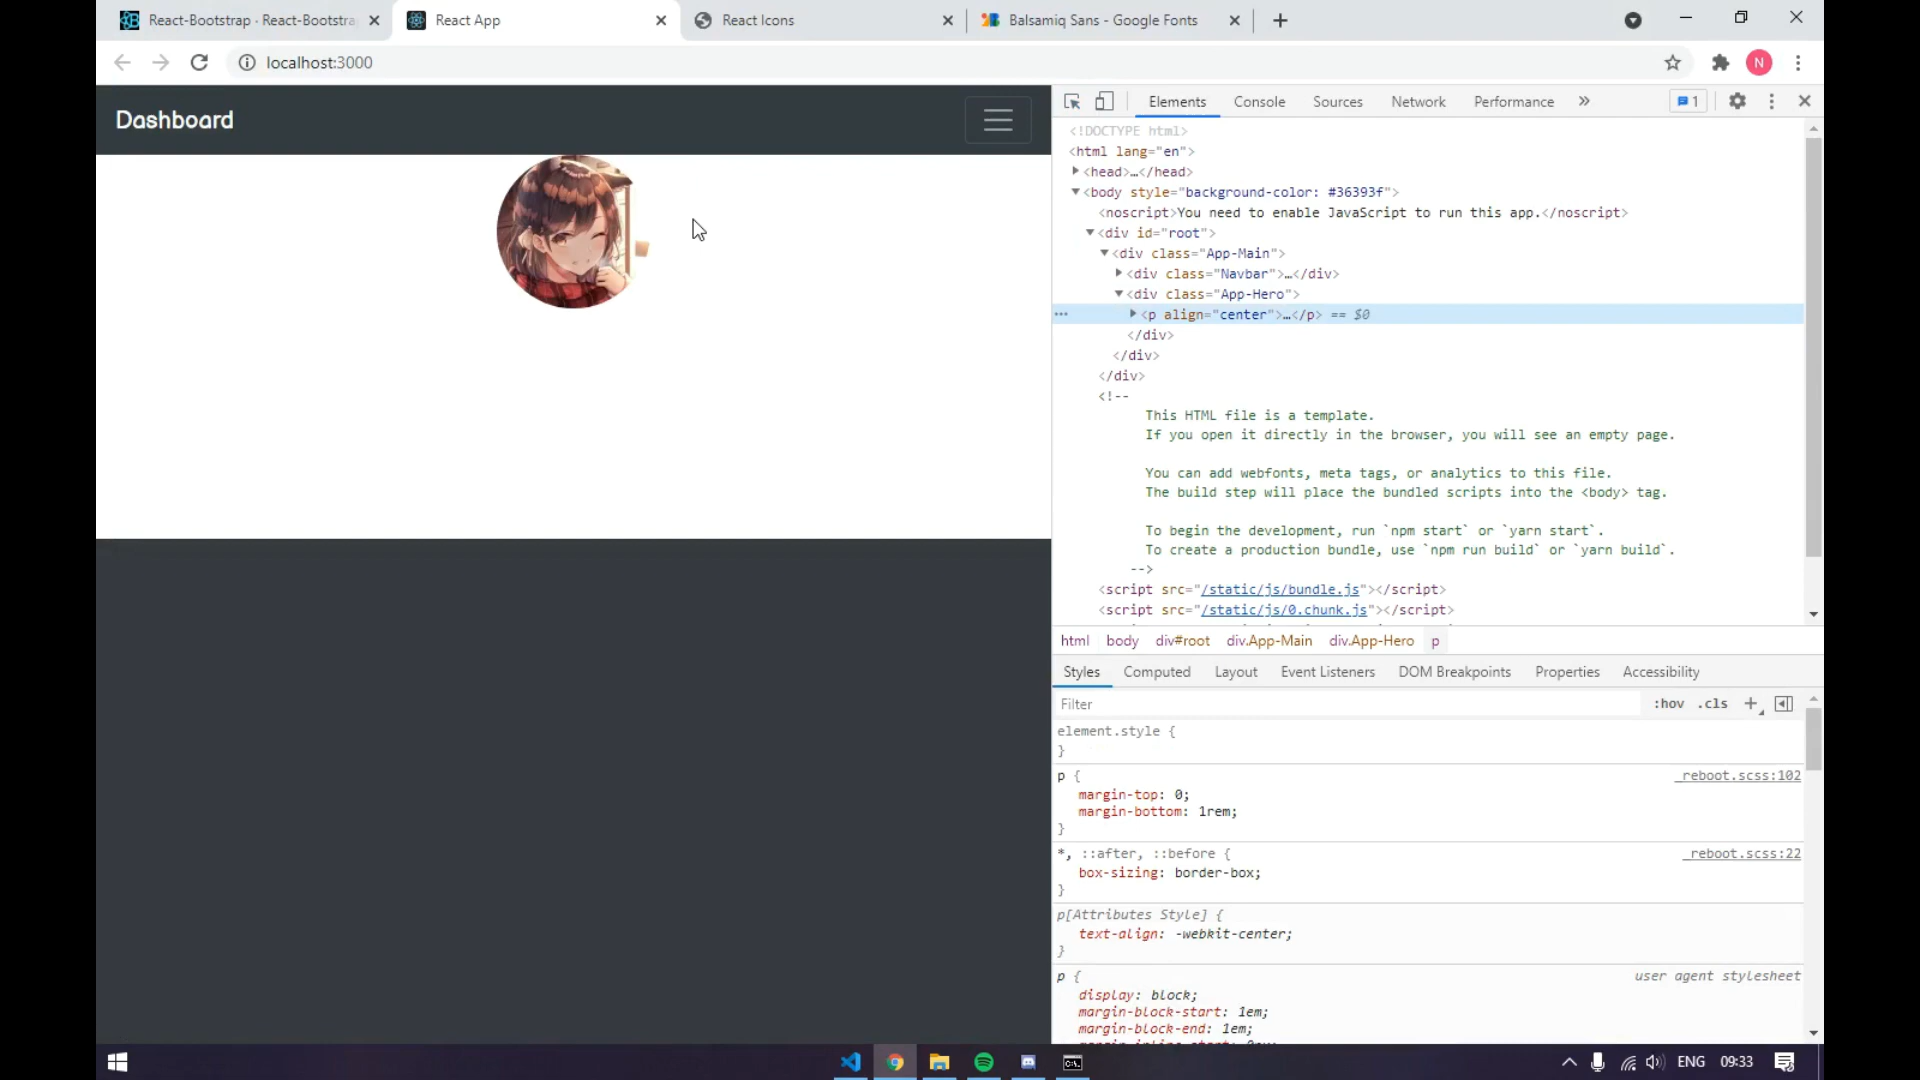 React-Bootstrap · React-Bootstra
React App
React Icons
Balsamiq Sans - Google Fonts
localhost:3000
N
Dashboard
Elements
Console
Sources
Network
Performance
1
<!DOCTYPE html>
<html lang="en">
<head>…</head>
<body style="background-color: #36393f">
<noscript>You need to enable JavaScript to run this app.</noscript>
<div id="root">
<div class="App-Main">
<div class="Navbar">…</div>
<div class="App-Hero">
<p align="center">…</p> == $0
</div>
</div>
</div>
<!--
This HTML file is a template.
If you open it directly in the browser, you will see an empty page.
You can add webfonts, meta tags, or analytics to this file.
The build step will place the bundled scripts into the <body> tag.
To begin the development, run `npm start` or `yarn start`.
To create a production bundle, use `npm run build` or `yarn build`.
-->
<script src="/static/js/bundle.js"></script>
<script src="/static/js/0.chunk.js"></script>
html body div#root div.App-Main div.App-Hero p
Styles Computed Layout Event Listeners DOM Breakpoints Properties Accessibility
Filter
:hov .cls +
element.style {
}
p {
_reboot.scss:102
margin-top: 0;
margin-bottom: 1rem;
}
*, ::after, ::before {
_reboot.scss:22
box-sizing: border-box;
}
p[Attributes Style] {
text-align: -webkit-center;
}
p {
user agent stylesheet
display: block;
margin-block-start: 1em;
margin-block-end: 1em;
ENG
09:33